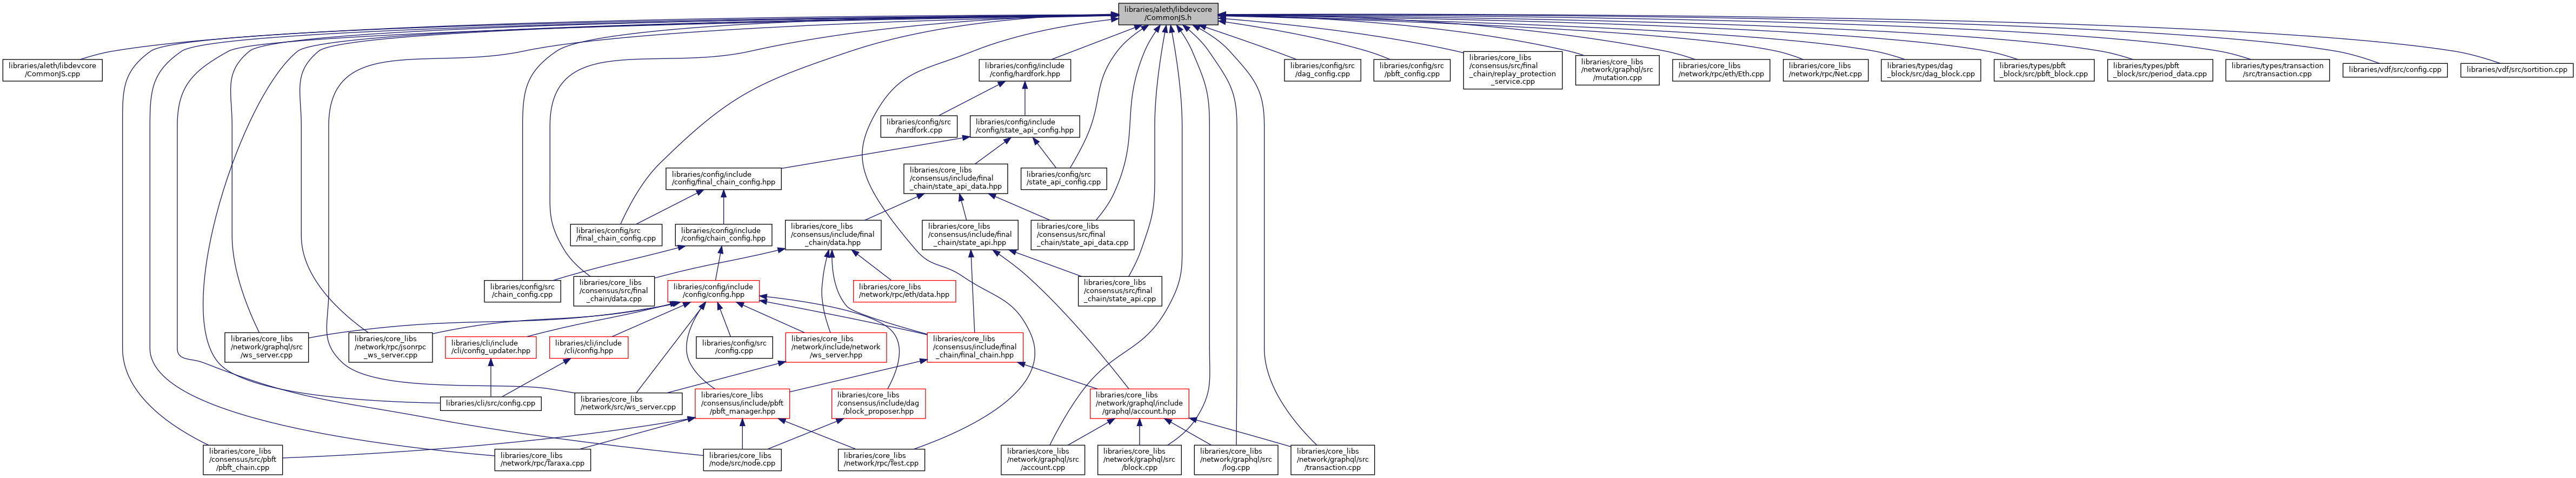 libraries/aleth/libdevcore
/CommonJS.h
libraries/aleth/libdevcore
/CommonJS.cpp
libraries/config/include
/config/hardfork.hpp
libraries/config/src
/dag_config.cpp
libraries/config/src
/pbft_config.cpp
libraries/core_libs
/consensus/src/final
_chain/replay_protection
_service.cpp
libraries/core_libs
/network/graphql/src
/mutation.cpp
libraries/core_libs
/network/rpc/eth/Eth.cpp
libraries/core_libs
/network/rpc/Net.cpp
libraries/types/dag
_block/src/dag_block.cpp
libraries/types/pbft
_block/src/pbft_block.cpp
libraries/types/pbft
_block/src/period_data.cpp
libraries/types/transaction
/src/transaction.cpp
libraries/vdf/src/config.cpp
libraries/vdf/src/sortition.cpp
libraries/config/src
/hardfork.cpp
libraries/config/include
/config/state_api_config.hpp
libraries/config/include
/config/final_chain_config.hpp
libraries/core_libs
/consensus/include/final
_chain/state_api_data.hpp
libraries/config/src
/state_api_config.cpp
libraries/config/src
/final_chain_config.cpp
libraries/config/include
/config/chain_config.hpp
libraries/core_libs
/consensus/include/final
_chain/data.hpp
libraries/core_libs
/consensus/include/final
_chain/state_api.hpp
libraries/core_libs
/consensus/src/final
_chain/state_api_data.cpp
libraries/config/src
/chain_config.cpp
libraries/core_libs
/consensus/src/final
_chain/data.cpp
libraries/config/include
/config/config.hpp
libraries/core_libs
/network/rpc/eth/data.hpp
libraries/core_libs
/consensus/src/final
_chain/state_api.cpp
libraries/core_libs
/network/graphql/src
/ws_server.cpp
libraries/core_libs
/network/rpc/jsonrpc
_ws_server.cpp
libraries/cli/include
/cli/config_updater.hpp
libraries/cli/include
/cli/config.hpp
libraries/config/src
/config.cpp
libraries/core_libs
/network/include/network
/ws_server.hpp
libraries/core_libs
/consensus/include/final
_chain/final_chain.hpp
libraries/cli/src/config.cpp
libraries/core_libs
/network/src/ws_server.cpp
libraries/core_libs
/consensus/include/pbft
/pbft_manager.hpp
libraries/core_libs
/consensus/include/dag
/block_proposer.hpp
libraries/core_libs
/network/graphql/include
/graphql/account.hpp
libraries/core_libs
/consensus/src/pbft
/pbft_chain.cpp
libraries/core_libs
/network/rpc/Taraxa.cpp
libraries/core_libs
/node/src/node.cpp
libraries/core_libs
/network/rpc/Test.cpp
libraries/core_libs
/network/graphql/src
/account.cpp
libraries/core_libs
/network/graphql/src
/block.cpp
libraries/core_libs
/network/graphql/src
/log.cpp
libraries/core_libs
/network/graphql/src
/transaction.cpp